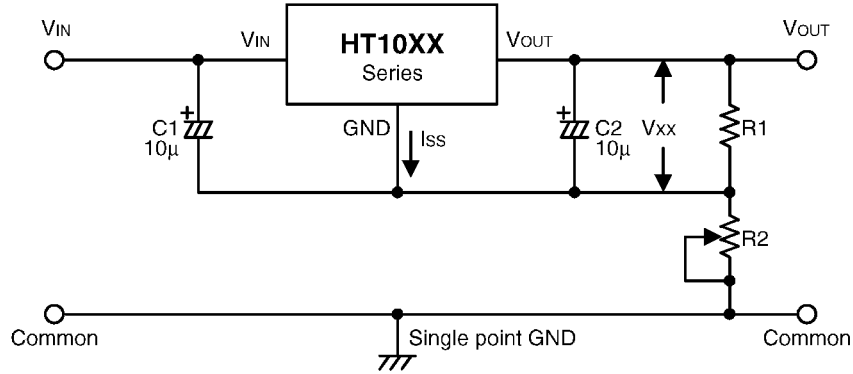 VIN
VIN
HT10XX
Series
VOUT
VOUT
GND
ISS
+
C1
10µ
+
C2
10µ
VXX
R1
R2
Common
Single point GND
Common